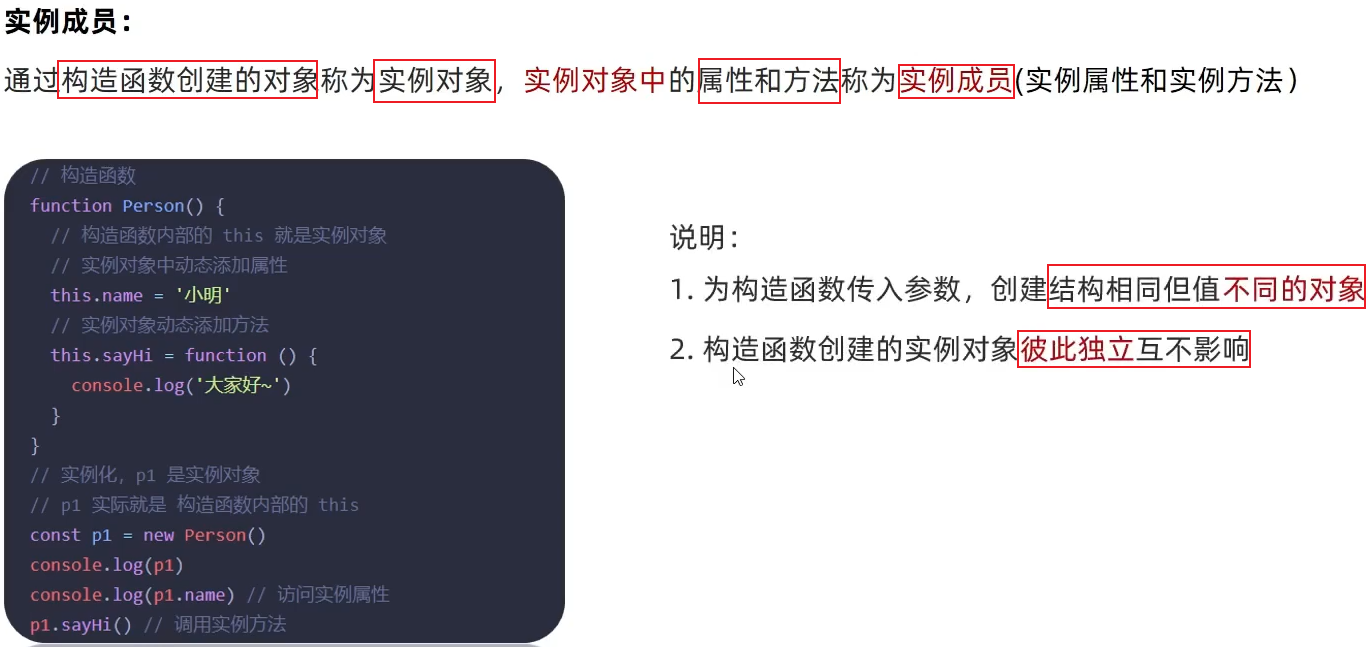 实例成员：
通过构造函数创建的对象称为实例对象，实例对象中的属性和方法称为实例成员(实例属性和实例方法）
// 构造函数
function Person() {
  // 构造函数内部的 this 就是实例对象
  // 实例对象中动态添加属性
  this.name = '小明'
  // 实例对象动态添加方法
  this.sayHi = function () {
    console.log('大家好~')
  }
}
// 实例化，p1 是实例对象
// p1 实际就是 构造函数内部的 this
const p1 = new Person()
console.log(p1)
console.log(p1.name) // 访问实例属性
p1.sayHi() // 调用实例方法
说明：
1. 为构造函数传入参数，创建结构相同但值不同的对象
2. 构造函数创建的实例对象彼此独立互不影响